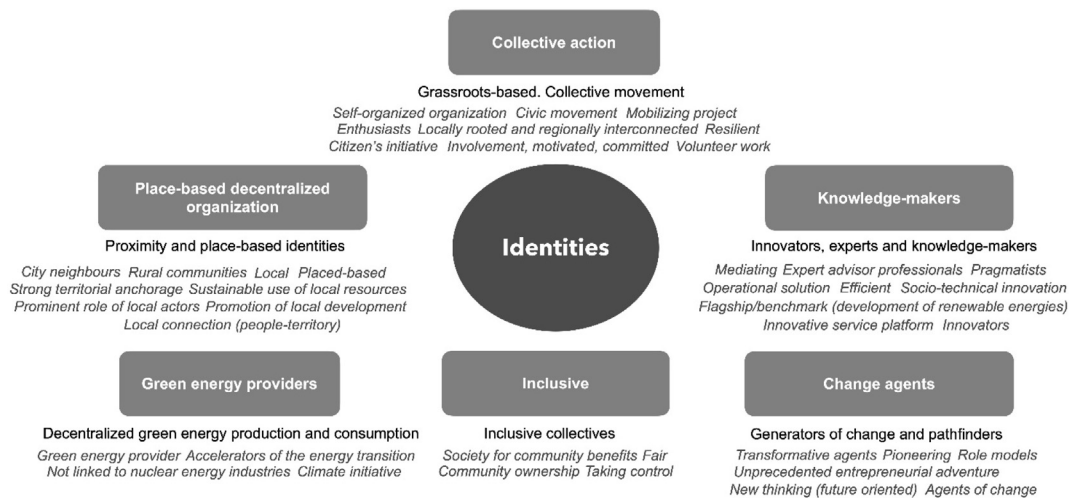 Collective action
Grassroots-based. Collective movement
Self-organized organization Civic movement Mobilizing project
Enthusiasts Locally rooted and regionally interconnected Resilient
Citizen's initiative Involvement, motivated, committed Volunteer work
Place-based decentralized
organization
Proximity and place-based identities
City neighbours Rural communities Local Placed-based
Strong territorial anchorage Sustainable use of local resources
Prominent role of local actors Promotion of local development
Local connection (people-territory)
Identities
Knowledge-makers
Innovators, experts and knowledge-makers
Mediating Expert advisor professionals Pragmatists
Operational solution Efficient Socio-technical innovation
Flagship/benchmark (development of renewable energies)
Innovative service platform Innovators
Green energy providers
Decentralized green energy production and consumption
Green energy provider Accelerators of the energy transition
Not linked to nuclear energy industries Climate initiative
Inclusive
Inclusive collectives
Society for community benefits Fair
Community ownership Taking control
Change agents
Generators of change and pathfinders
Transformative agents Pioneering Role models
Unprecedented entrepreneurial adventure
New thinking (future oriented) Agents of change